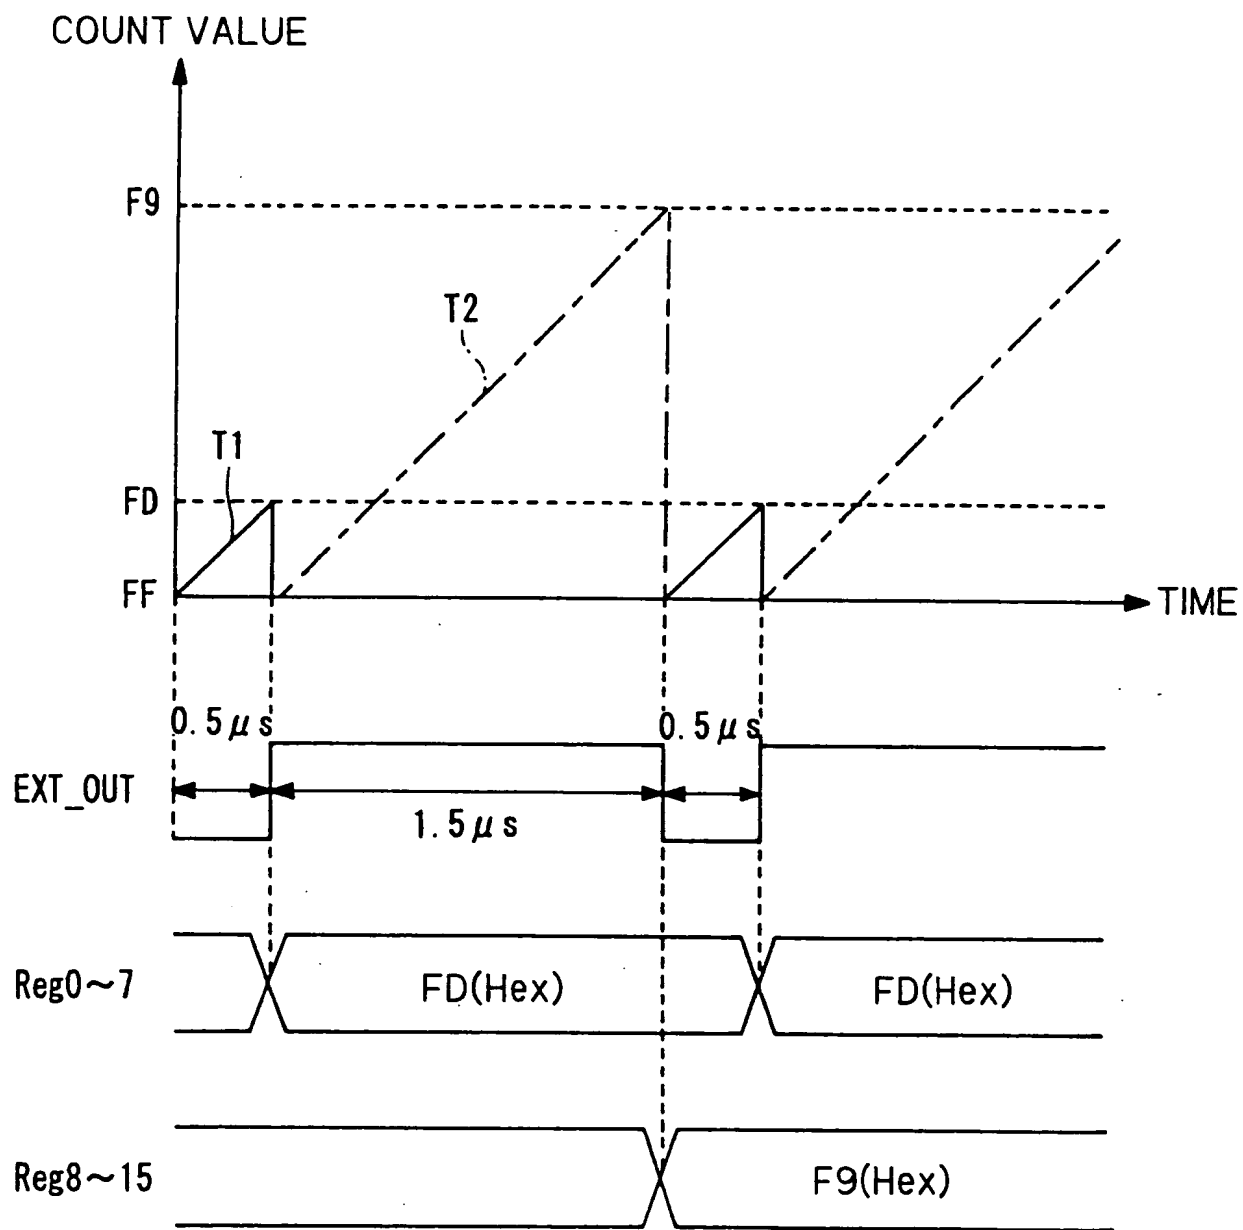 COUNT VALUE
F9
T2
T1
FD
FF
TIME
0.5μs
0.5μs
EXT_OUT
1.5μs
Reg0~7
FD(Hex)
FD(Hex)
Reg8~15
F9(Hex)